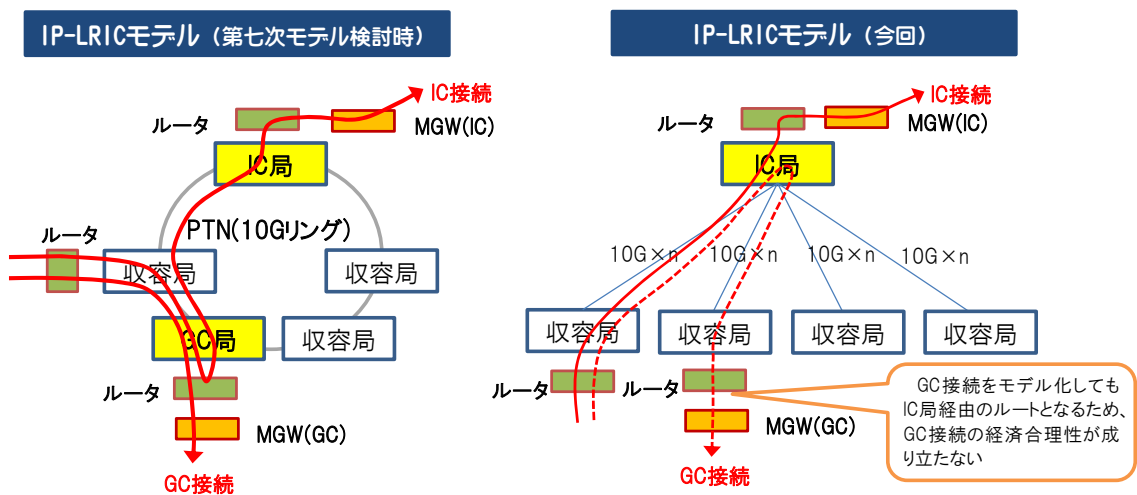 IP-LRICモデル（第七次モデル検討時）
IC接続
ルータ
MGW(IC)
IC局
PTN(10Gリング)
ルータ
収容局
収容局
GC局
収容局
ルータ
MGW(GC)
GC接続
IP-LRICモデル（今回）
IC接続
ルータ
MGW(IC)
IC局
10G×n
10G×n
10G×n
10G×n
収容局
収容局
収容局
収容局
ルータ
ルータ
MGW(GC)
GC接続
GC接続をモデル化しても
IC局経由のルートとなるため、
GC接続の経済合理性が成
り立たない